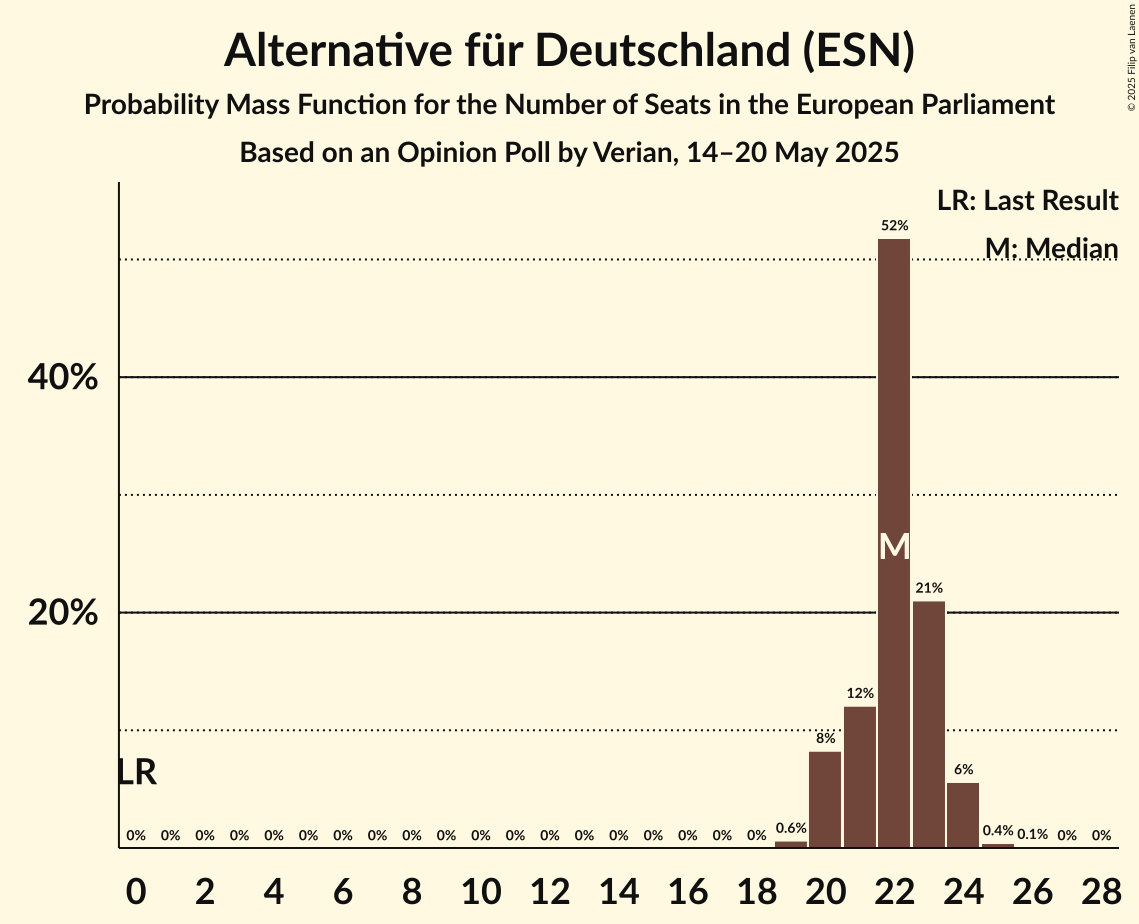 Alternative für Deutschland (ESN)
Probability Mass Function for the Number of Seats in the European Parliament
Based on an Opinion Poll by Verian, 14–20 May 2025
© 2025 Filip van Laenen
LR: Last Result
M: Median
52%
40%
M
21%
20%
12%
8%
6%
LR
0% 0% 0% 0% 0% 0% 0% 0% 0% 0% 0% 0% 0% 0% 0% 0% 0% 0% 0% 0.6% 0.4% 0.1% 0% 0%
0 2 4 6 8 10 12 14 16 18 20 22 24 26 28